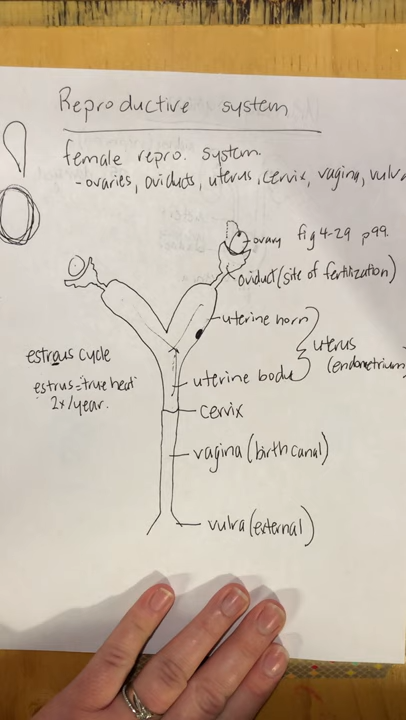 Reproductive system
female repro. system.
-ovaries, oviducts, uterus, cervix, vagina, vulva
ovary fig 4-29 p99.
oviduct (site of fertilization)
uterine horn
uterus
(endometrium)
estrous cycle
uterine body
estrus=true heat
2x/year.
cervix
vagina (birth canal)
vulva (external)